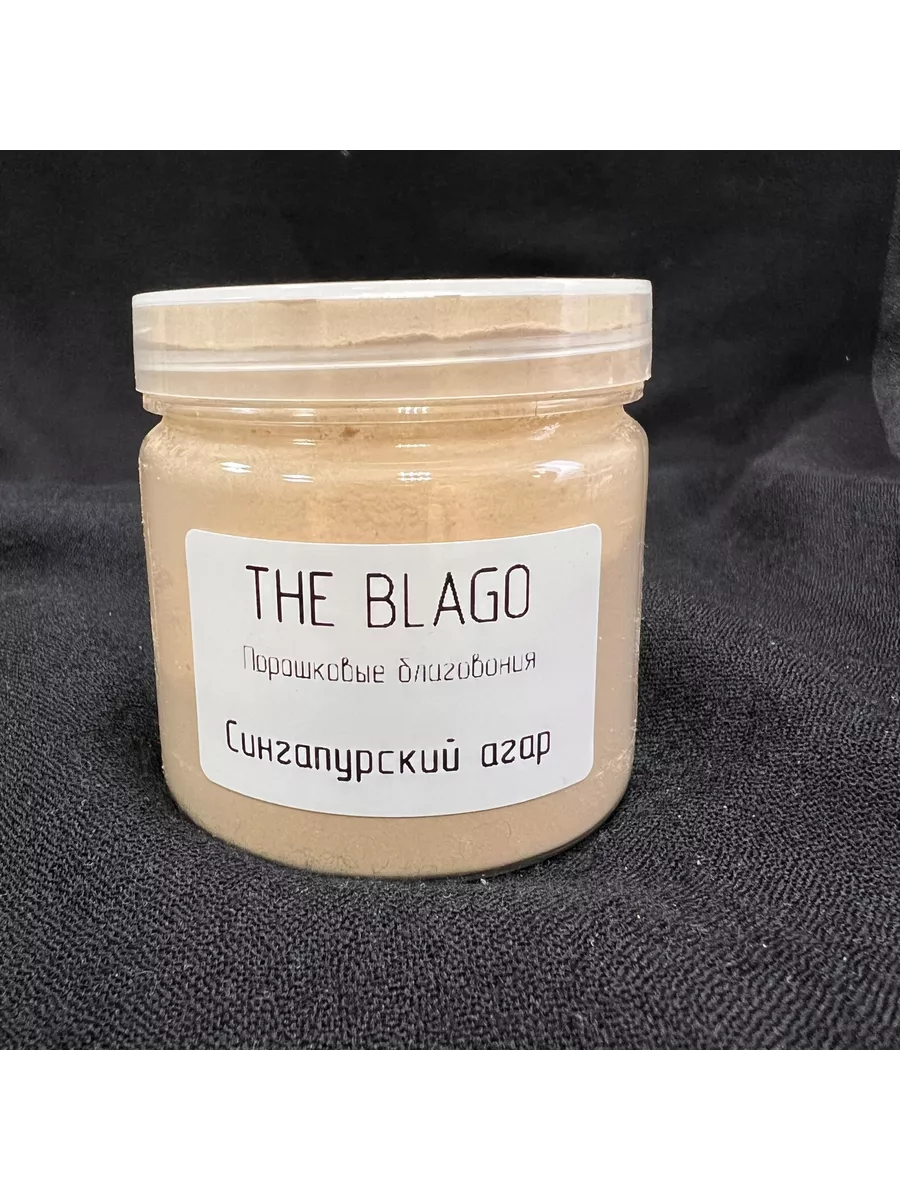 THE BLAGO
Порошковые благовония
Сингапурский агар